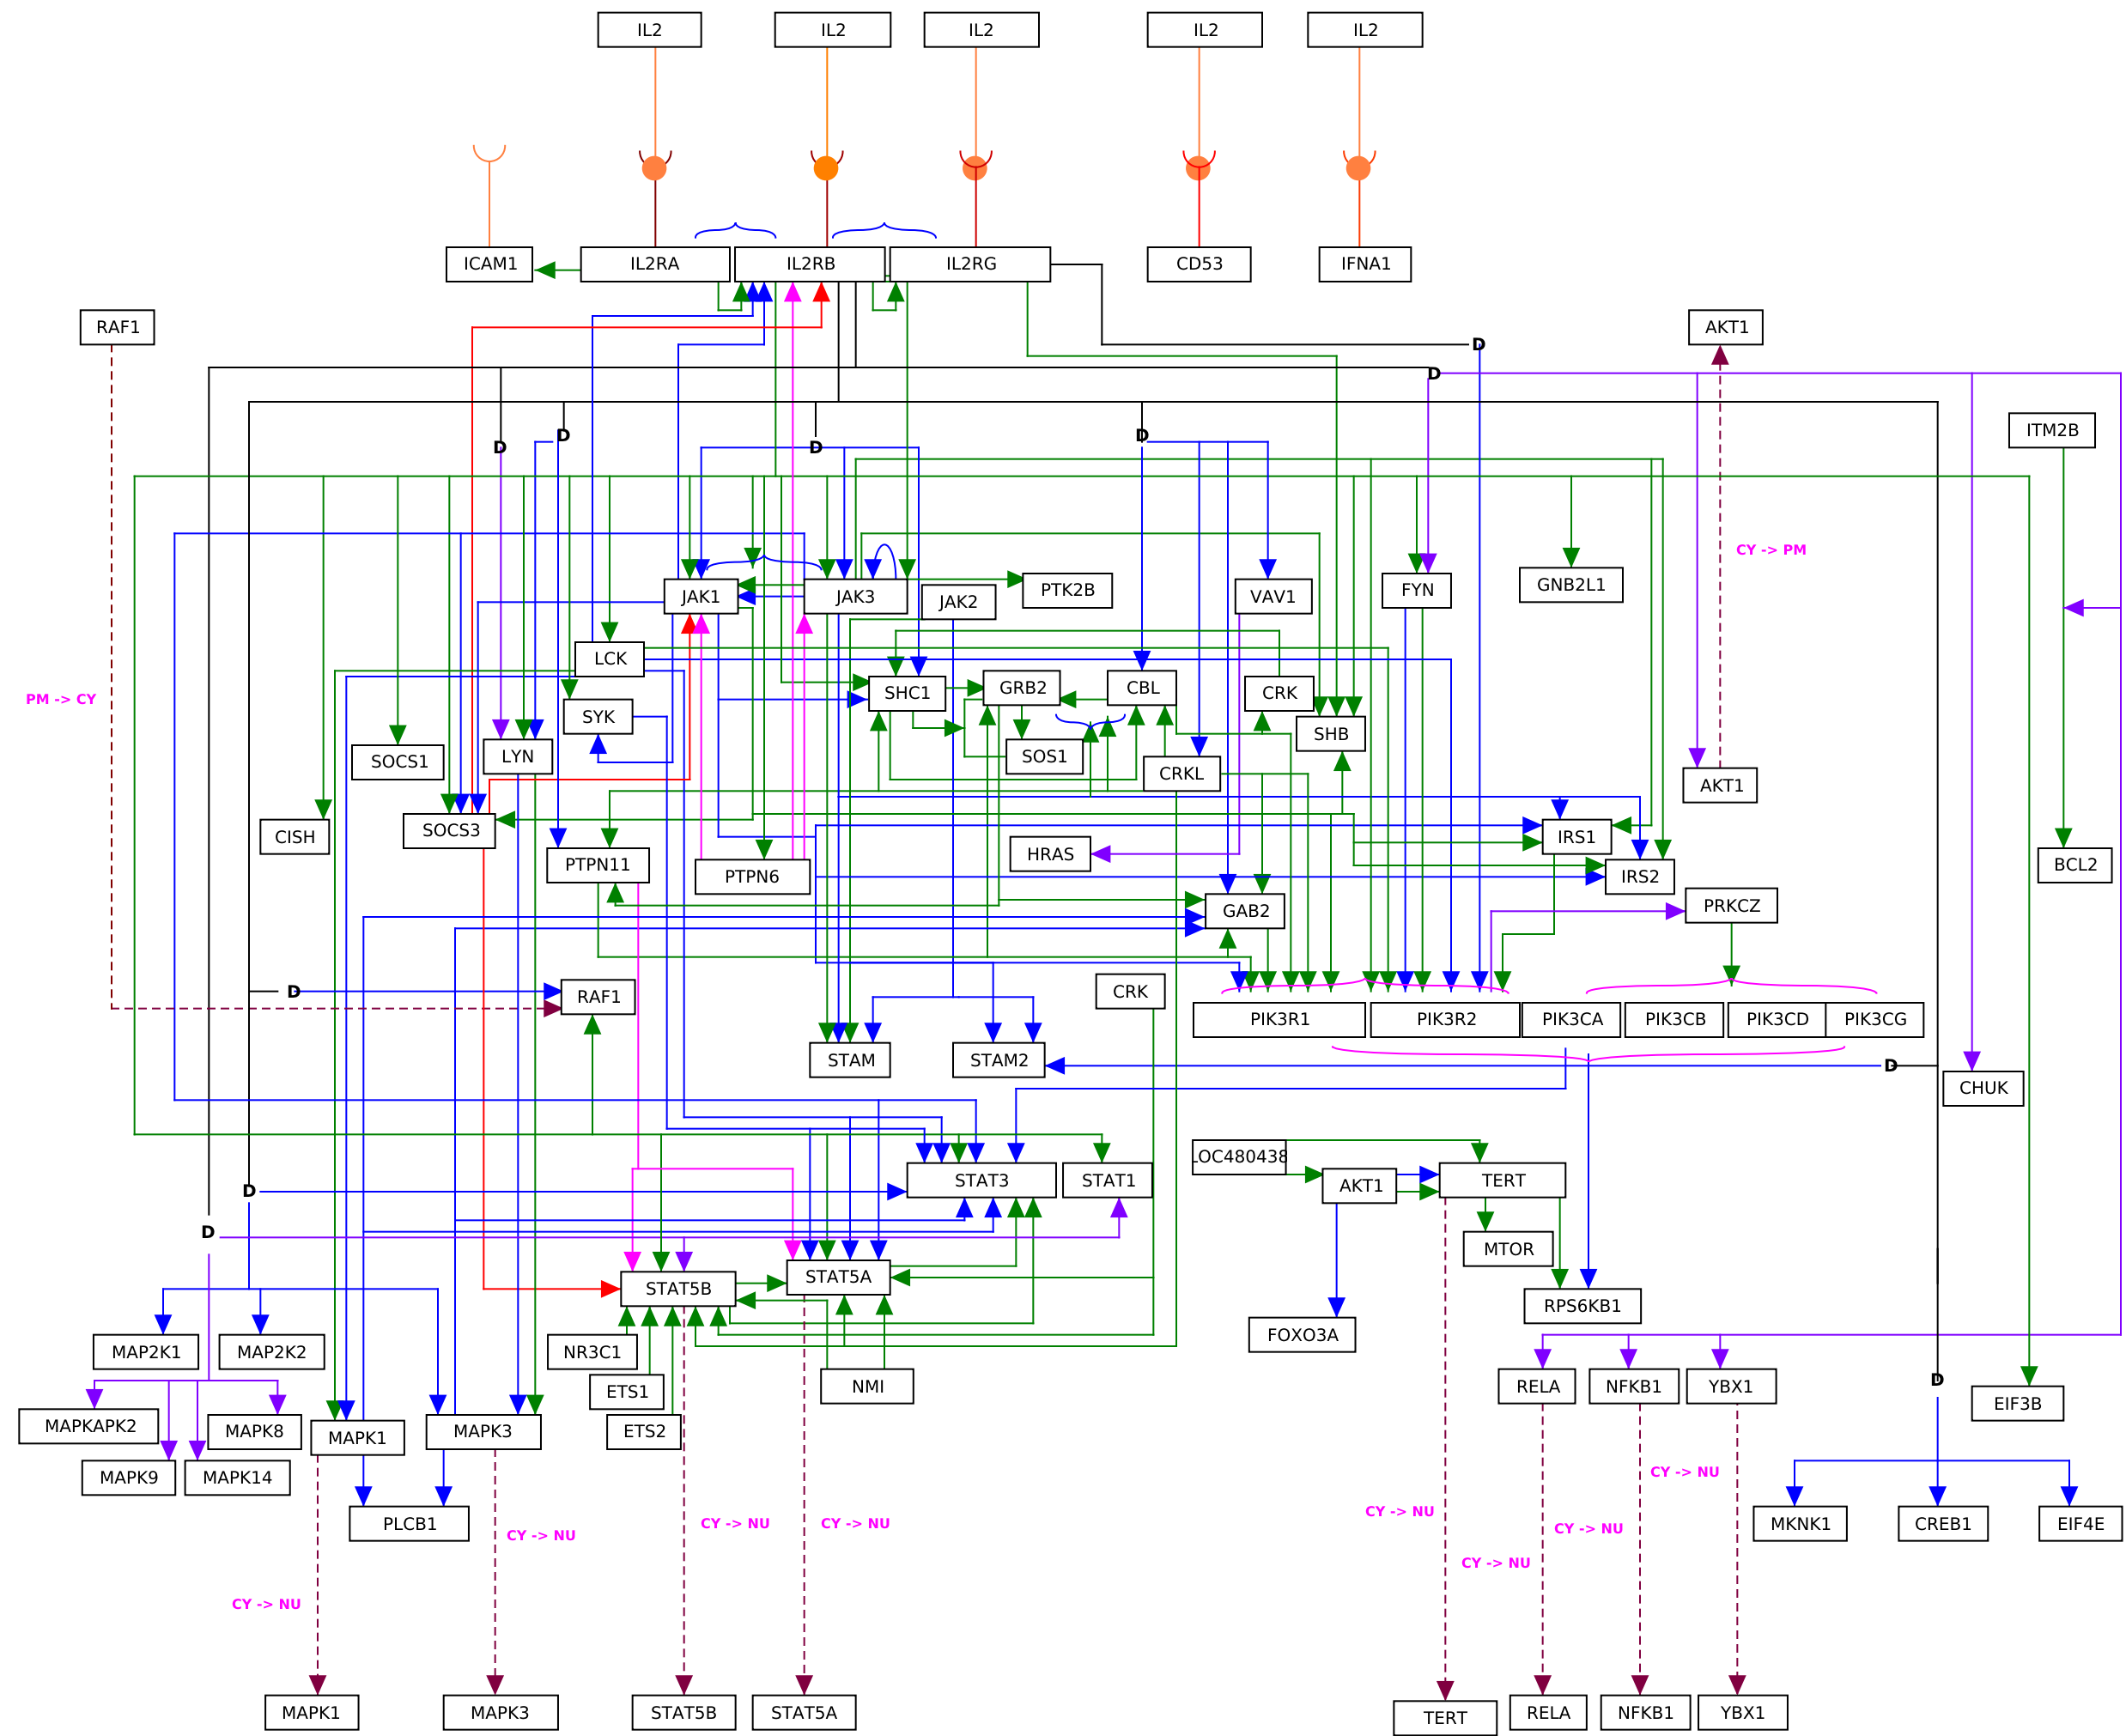 IL2 IL2 IL2 IL2 IL2
ICAM1 IL2RA IL2RB IL2RG CD53 IFNA1
RAF1 AKT1
D
D
ITM2B
D D
D D
CY -> PM
JAK1 JAK3 JAK2 PTK2B VAV1 FYN GNB2L1
LCK
PM -> CY
SHC1 GRB2 CBL CRK
SYK SHB
SOCS1 LYN SOS1 CRKL
AKT1
CISH SOCS3 IRS1
HRAS
PTPN11 PTPN6 IRS2 BCL2
GAB2 PRKCZ
D RAF1 CRK
PIK3R1 PIK3R2 PIK3CA PIK3CB PIK3CD PIK3CG
STAM STAM2 D
CHUK
LOC480438
D STAT3 STAT1 AKT1 TERT
D
MTOR
STAT5B STAT5A
RPS6KB1
MAP2K1 MAP2K2 NR3C1 FOXO3A
ETS1 NMI RELA NFKB1 YBX1 D
EIF3B
MAPKAPK2 MAPK8 MAPK1 MAPK3 ETS2
MAPK9 MAPK14 CY -> NU
PLCB1 CY -> NU CY -> NU CY -> NU CY -> NU CY -> NU MKNK1 CREB1 EIF4E
CY -> NU
CY -> NU
MAPK1 MAPK3 STAT5B STAT5A TERT RELA NFKB1 YBX1